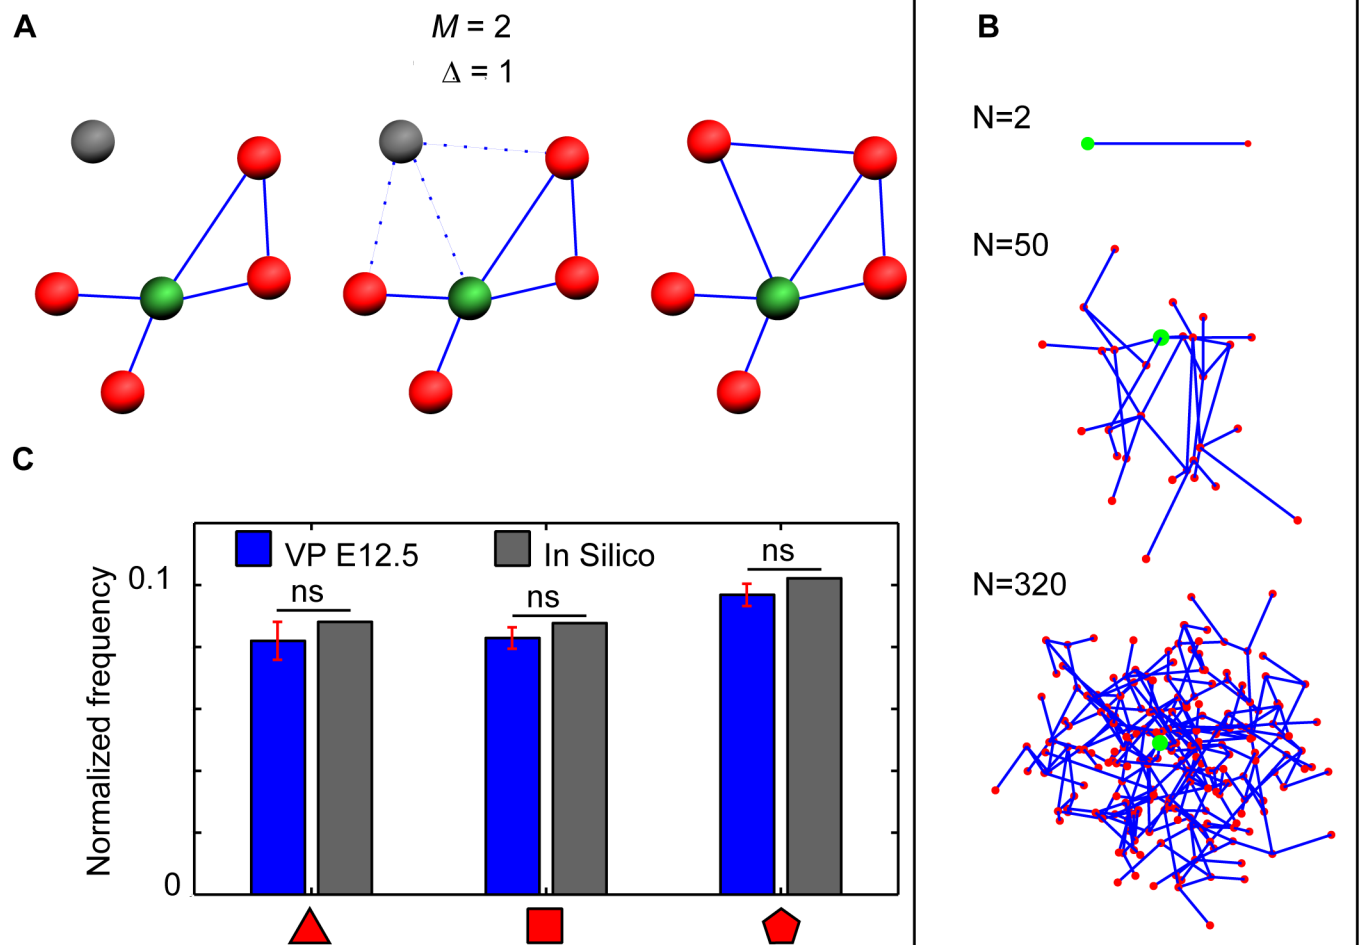 A
M = 2
Δ = 1
B
N=2
N=50
N=320
C
VP E12.5
In Silico
ns
ns
ns
Normalized frequency
0.1
0